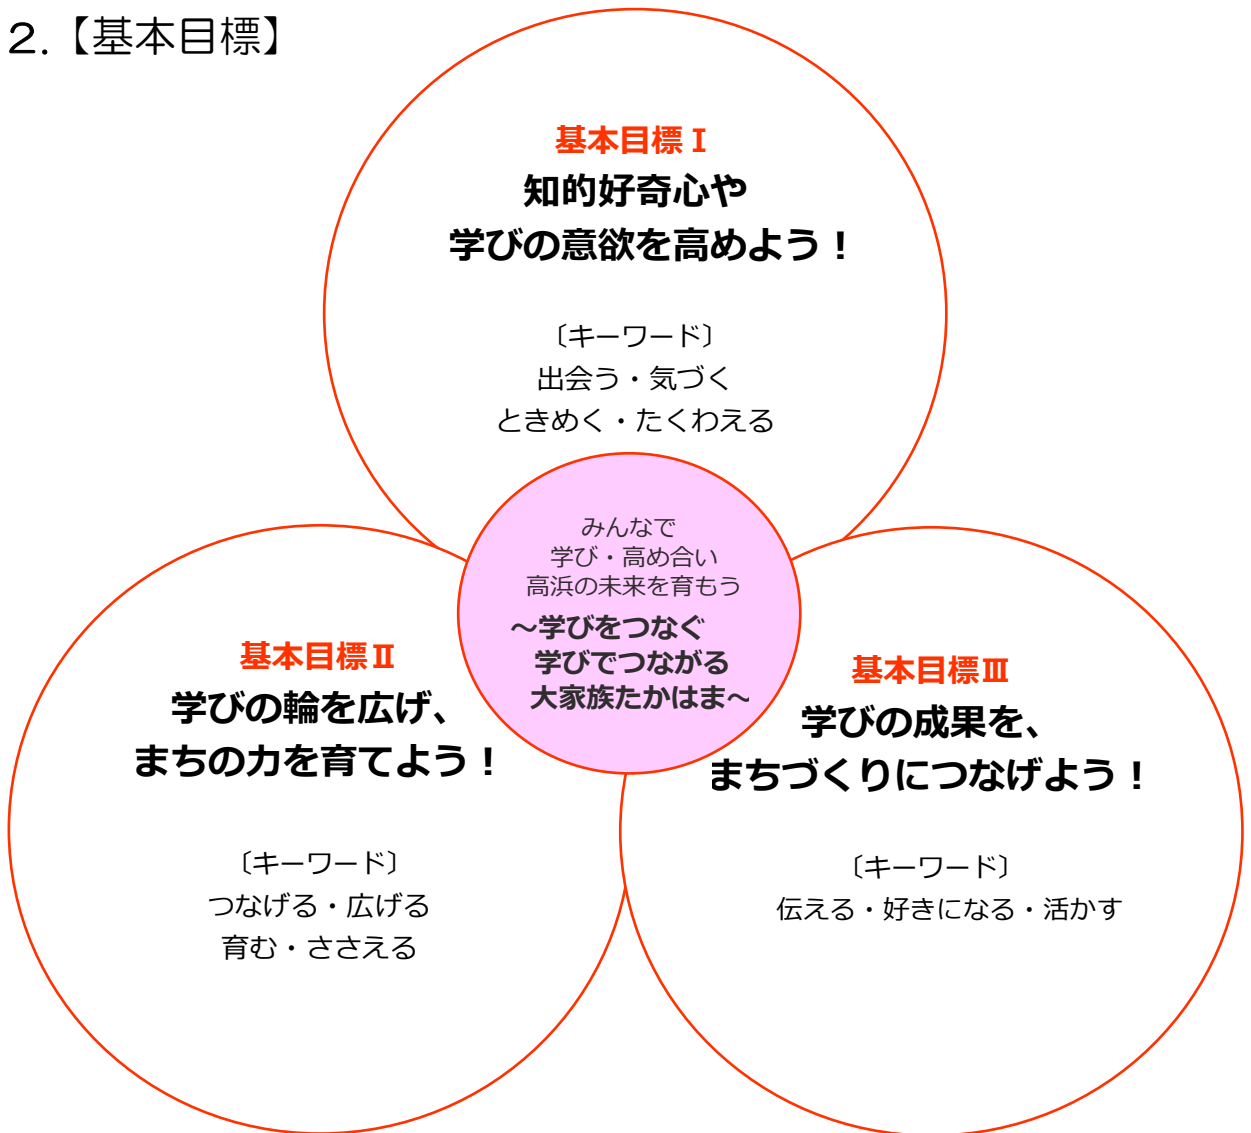 2.【基本目標】
基本目標Ⅰ
知的好奇心や
学びの意欲を高めよう！
〔キーワード〕
出会う・気づく
ときめく・たくわえる
みんなで
学び・高め合い
高浜の未来を育もう
～学びをつなぐ
学びでつながる
大家族たかはま～
基本目標Ⅱ
学びの輪を広げ、
まちの力を育てよう！
〔キーワード〕
つなげる・広げる
育む・ささえる
基本目標Ⅲ
学びの成果を、
まちづくりにつなげよう！
〔キーワード〕
伝える・好きになる・活かす